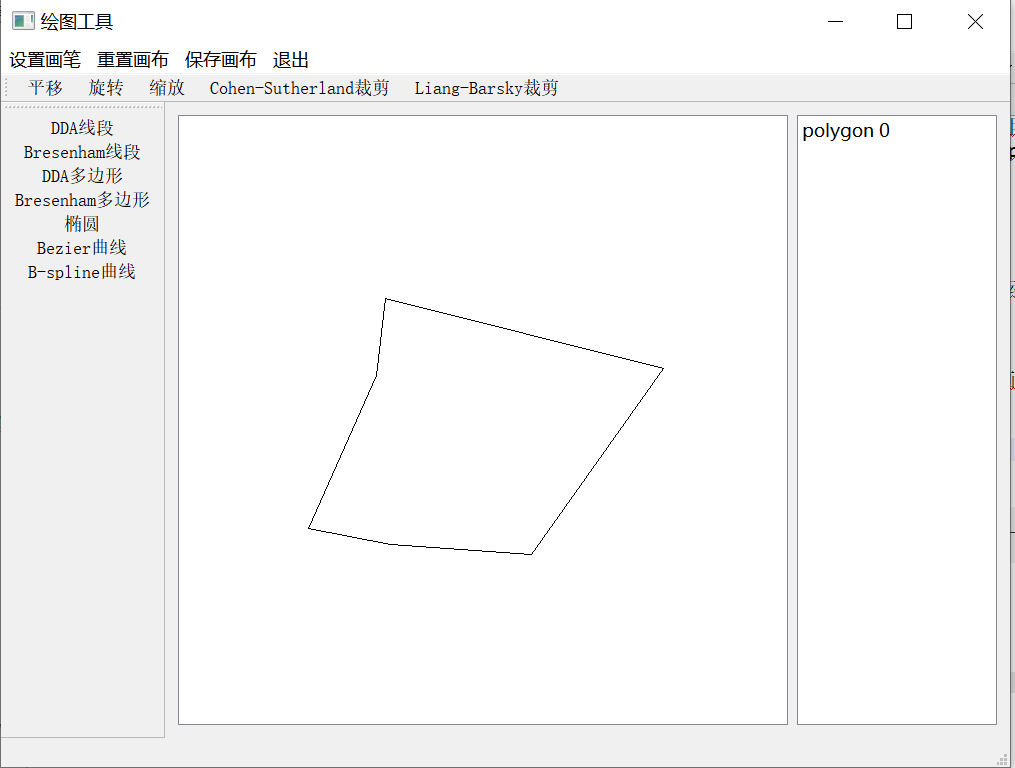 绘图工具
设置画笔 重置画布 保存画布 退出
平移 旋转 缩放 Cohen-Sutherland裁剪 Liang-Barsky裁剪
DDA线段
Bresenham线段
DDA多边形
Bresenham多边形
椭圆
Bezier曲线
B-spline曲线
polygon 0